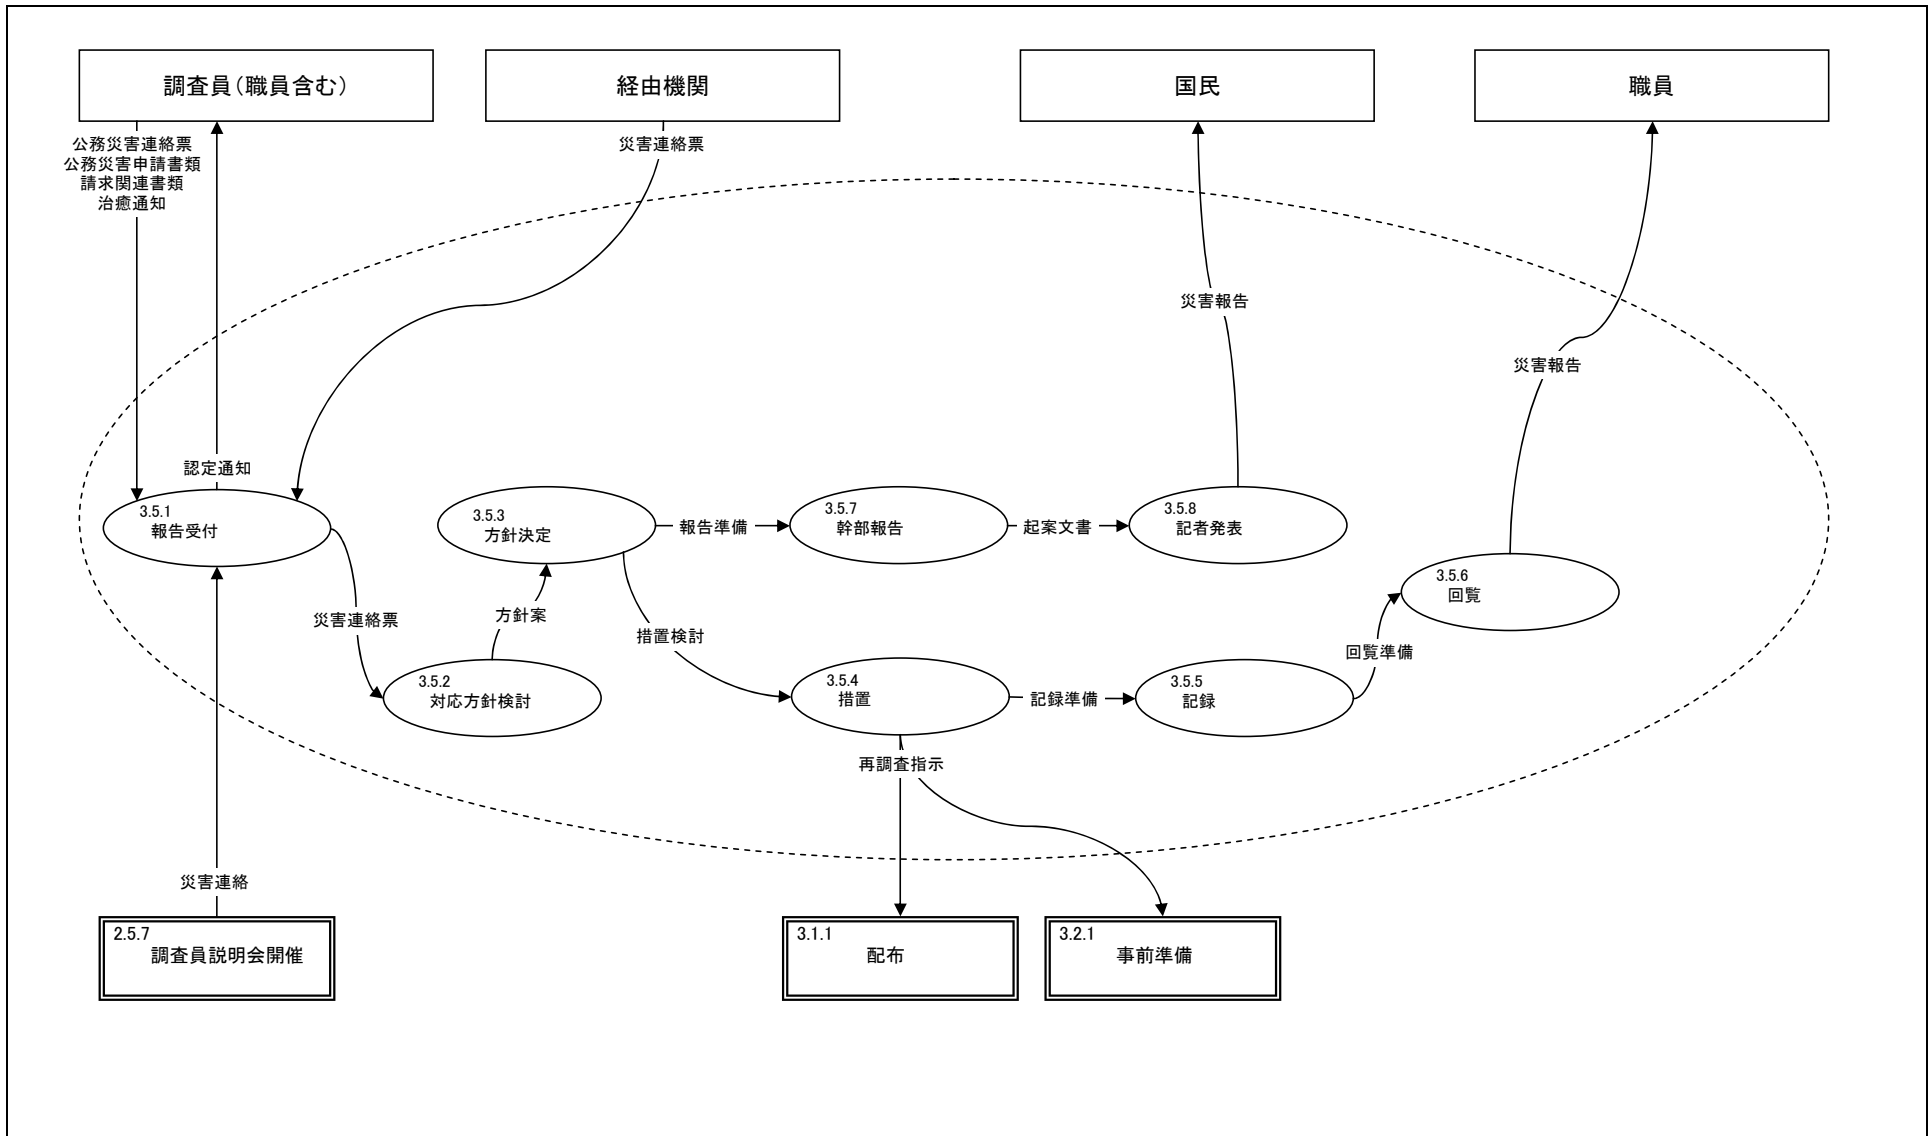 調査員（職員含む）
経由機関
国民
職員
公務災害連絡票
公務災害申請書類
請求関連書類
治癒通知
災害連絡票
災害報告
災害報告
認定通知
3.5.1
報告受付
3.5.3
方針決定
報告準備
3.5.7
幹部報告
起案文書
3.5.8
記者発表
3.5.6
回覧
災害連絡票
方針案
措置検討
回覧準備
3.5.2
対応方針検討
3.5.4
措置
記録準備
3.5.5
記録
再調査指示
災害連絡
2.5.7
調査員説明会開催
3.1.1
配布
3.2.1
事前準備